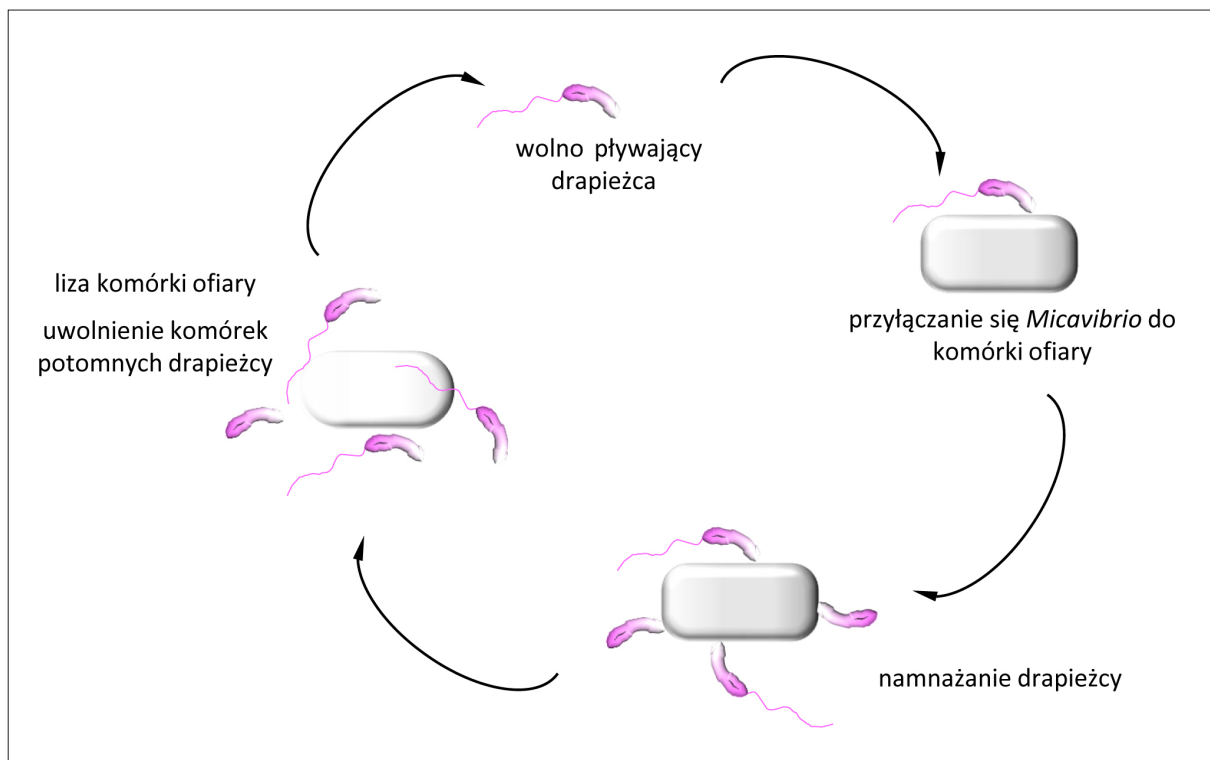 wolno pływający
drapieżca
przyłączanie się Micavibrio do
komórki ofiary
namnażanie drapieżcy
liza komórki ofiary
uwolnienie komórek
potomnych drapieżcy